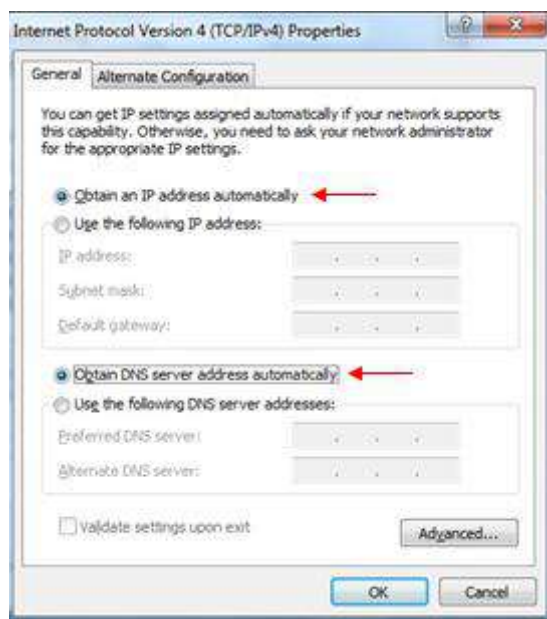 Internet Protocol Version 4 (TCP/IPv4) Properties
General
Alternate Configuration
You can get IP settings assigned automatically if your network supports
this capability. Otherwise, you need to ask your network administrator
for the appropriate IP settings.
Obtain an IP address automatically
Use the following IP address:
IP address:
Subnet mask:
Default gateway:
Obtain DNS server address automatically
Use the following DNS server addresses:
Preferred DNS server:
Alternate DNS server:
Validate settings upon exit
Advanced...
OK
Cancel